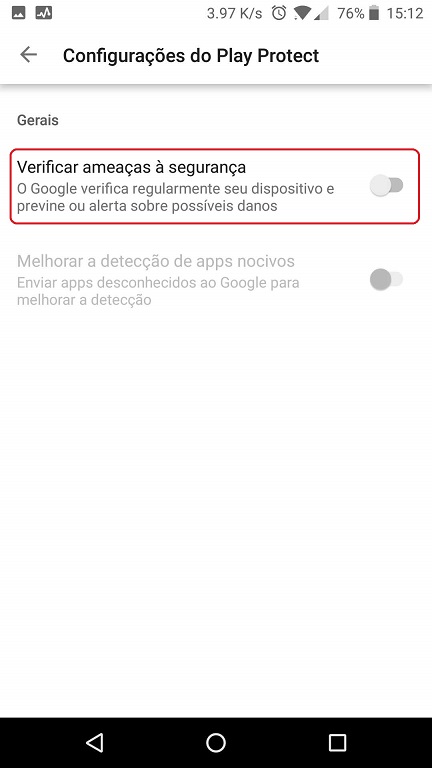 3.97 K/s 76% 15:12
Configurações do Play Protect
Gerais
Verificar ameaças à segurança
O Google verifica regularmente seu dispositivo e
previne ou alerta sobre possíveis danos
Melhorar a detecção de apps nocivos
Enviar apps desconhecidos ao Google para
melhorar a detecção